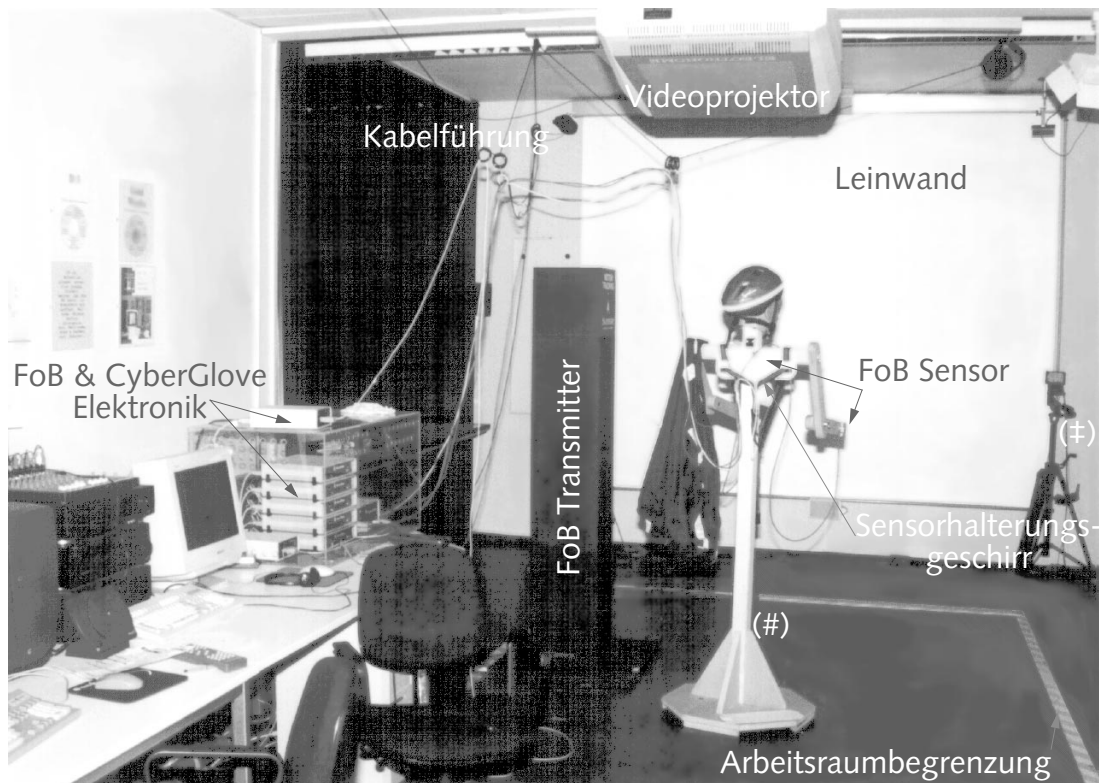 Videoprojektor
Kabelführung
Leinwand
FoB & CyberGlove
Elektronik
FoB Sensor
FoB Transmitter
(‡)
Sensorhalterungs-
geschirr
(#)
Arbeitsraumbegrenzung